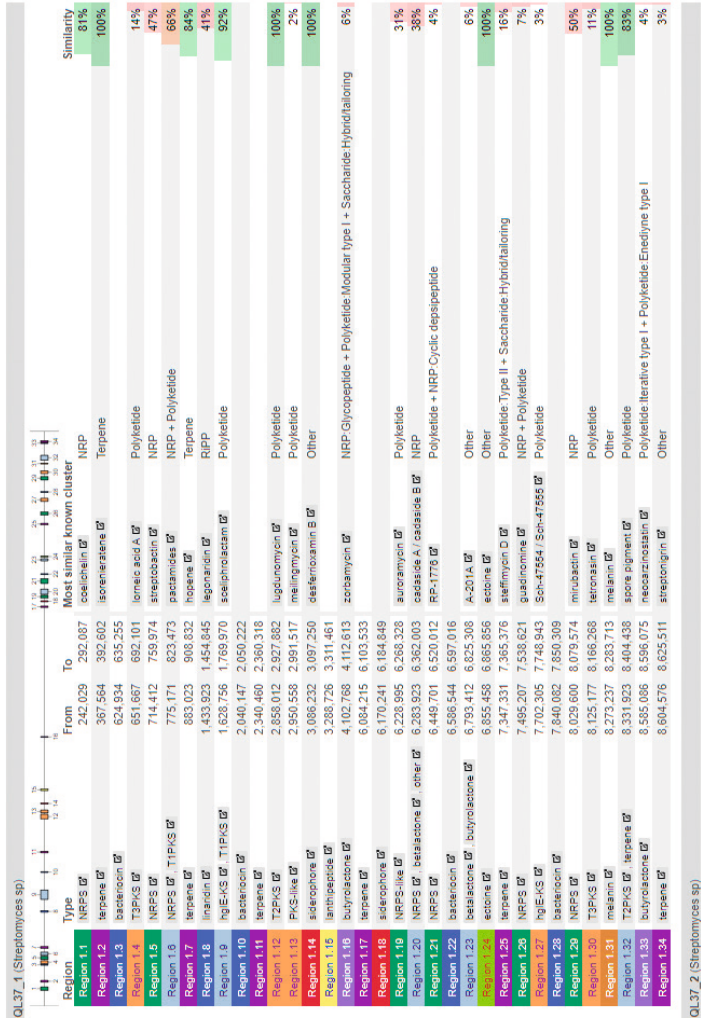 QL37_1 (Streptomyces sp)
Region Type From To Most similar known cluster Similarity
Region 1.1 NRPS 242,029 292,087 coelichelin NRP 81%
Region 1.2 terpene 367,564 392,602 isorenieratene Terpene 100%
Region 1.3 bacteriocin 624,934 635,255
Region 1.4 T3PKS 651,667 692,101 lorneic acid A Polyketide 14%
Region 1.5 NRPS 714,412 759,974 streptobactin NRP 47%
Region 1.6 NRPS , T1PKS 775,171 823,473 pactamides NRP + Polyketide 66%
Region 1.7 terpene 883,023 908,832 hopene Terpene 84%
Region 1.8 linaridin 1,433,923 1,454,845 legonaridin RiPP 41%
Region 1.9 hglE-KS , T1PKS 1,628,756 1,769,970 sceliphrolactam Polyketide 92%
Region 1.10 bacteriocin 2,040,147 2,050,222
Region 1.11 terpene 2,340,460 2,360,318
Region 1.12 T2PKS 2,858,012 2,927,882 lugdunomycin Polyketide 100%
Region 1.13 PKS-like 2,950,558 2,991,517 meilingmycin Polyketide 2%
Region 1.14 siderophore 3,086,232 3,097,250 desferrioxamin B Other 100%
Region 1.15 lanthipeptide 3,288,726 3,311,461
Region 1.16 butyrolactone 4,102,768 4,112,613 zorbamycin NRP:Glycopeptide + Polyketide:Modular type I + Saccharide:Hybrid/tailoring 6%
Region 1.17 terpene 6,084,215 6,103,533
Region 1.18 siderophore 6,170,241 6,184,849
Region 1.19 NRPS-like 6,228,995 6,268,328 auroramycin Polyketide 31%
Region 1.20 NRPS , betalactone , other 6,283,923 6,362,003 cadaside A / cadaside B NRP 38%
Region 1.21 NRPS 6,449,701 6,520,012 RP-1776 Polyketide + NRP:Cyclic depsipeptide 4%
Region 1.22 bacteriocin 6,586,544 6,597,016
Region 1.23 betalactone , butyrolactone 6,793,412 6,825,308 A-201A Other 6%
Region 1.24 ectoine 6,855,458 6,865,856 ectoine Other 100%
Region 1.25 terpene 7,347,331 7,365,376 steffimycin D Polyketide:Type II + Saccharide:Hybrid/tailoring 16%
Region 1.26 NRPS 7,495,207 7,538,621 guadinomine NRP + Polyketide 7%
Region 1.27 hglE-KS 7,702,305 7,748,943 Sch-47554 / Sch-47555 Polyketide 3%
Region 1.28 bacteriocin 7,840,082 7,850,309
Region 1.29 NRPS 8,029,600 8,079,574 mirubactin NRP 50%
Region 1.30 T3PKS 8,125,177 8,166,268 tetronasin Polyketide 11%
Region 1.31 melanin 8,273,237 8,283,713 melanin Other 100%
Region 1.32 T2PKS , terpene 8,331,923 8,404,438 spore pigment Polyketide 83%
Region 1.33 butyrolactone 8,585,086 8,596,075 neocarzinostatin Polyketide:Iterative type I + Polyketide:Enediyne type I 4%
Region 1.34 terpene 8,604,576 8,625,511 streptonigrin Other 3%
QL37_2 (Streptomyces sp)